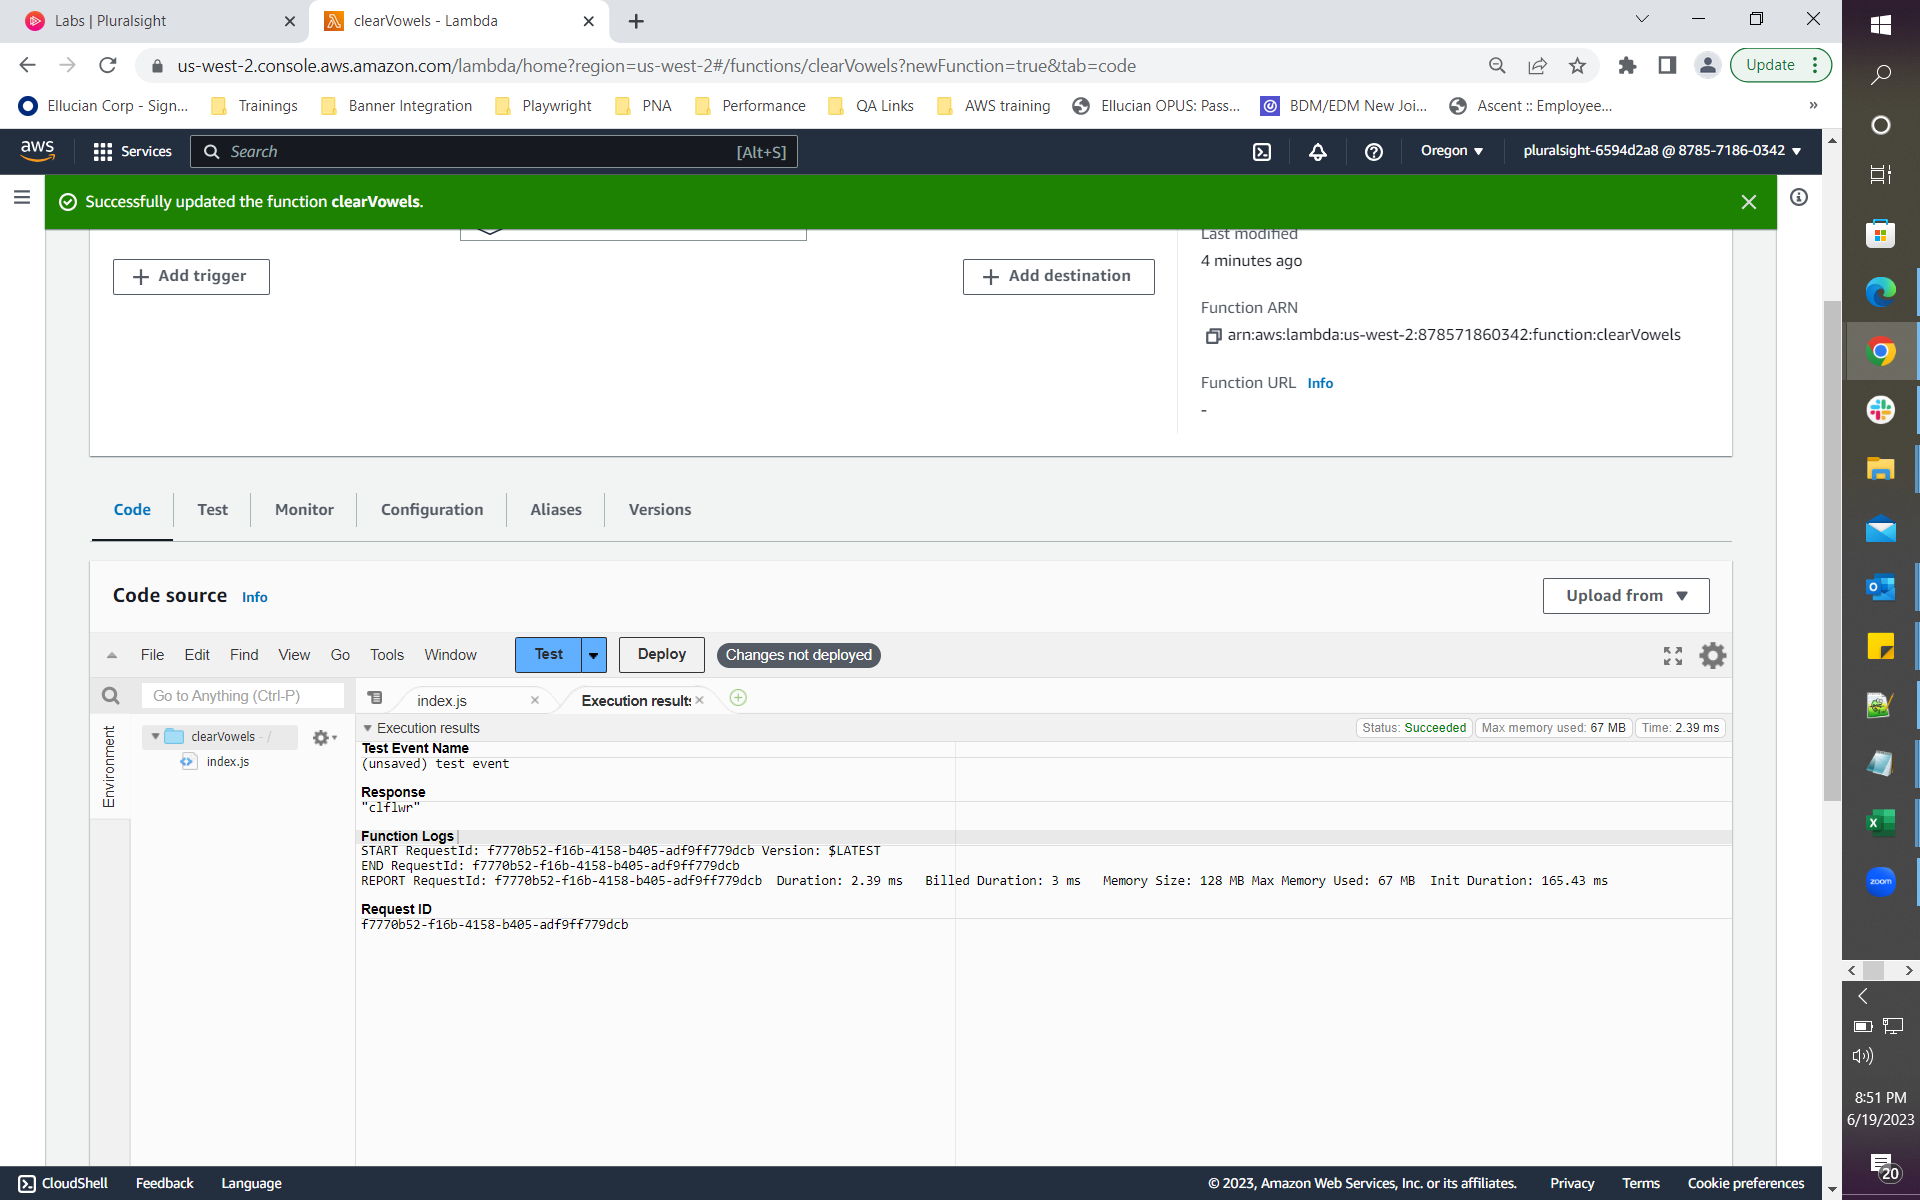 Labs | Pluralsight
clearVowels - Lambda
us-west-2.console.aws.amazon.com/lambda/home?region=us-west-2#/functions/clearVowels?newFunction=true&tab=code
Update
Ellucian Corp - Sign...
Trainings
Banner Integration
Playwright
PNA
Performance
QA Links
AWS training
Ellucian OPUS: Pass...
BDM/EDM New Joi...
Ascent :: Employee...
»
aws
Services
Search
[Alt+S]
Oregon
pluralsight-6594d2a8 @ 8785-7186-0342
Successfully updated the function clearVowels.
Last modified
4 minutes ago
Add trigger
Add destination
Function ARN
arn:aws:lambda:us-west-2:878571860342:function:clearVowels
Function URL Info
-
Code
Test
Monitor
Configuration
Aliases
Versions
Code source Info
Upload from
File Edit Find View Go Tools Window
Test
Deploy
Changes not deployed
Go to Anything (Ctrl-P)
index.js
Execution results
Environment
clearVowels - /
index.js
Execution results
Status: Succeeded
Max memory used: 67 MB
Time: 2.39 ms
Test Event Name
(unsaved) test event
Response
"clflwr"
Function Logs
START RequestId: f7770b52-f16b-4158-b405-adf9ff779dcb Version: $LATEST
END RequestId: f7770b52-f16b-4158-b405-adf9ff779dcb
REPORT RequestId: f7770b52-f16b-4158-b405-adf9ff779dcb Duration: 2.39 ms Billed Duration: 3 ms Memory Size: 128 MB Max Memory Used: 67 MB Init Duration: 165.43 ms
Request ID
f7770b52-f16b-4158-b405-adf9ff779dcb
zoom
8:51 PM
6/19/2023
20
CloudShell
Feedback
Language
© 2023, Amazon Web Services, Inc. or its affiliates.
Privacy
Terms
Cookie preferences